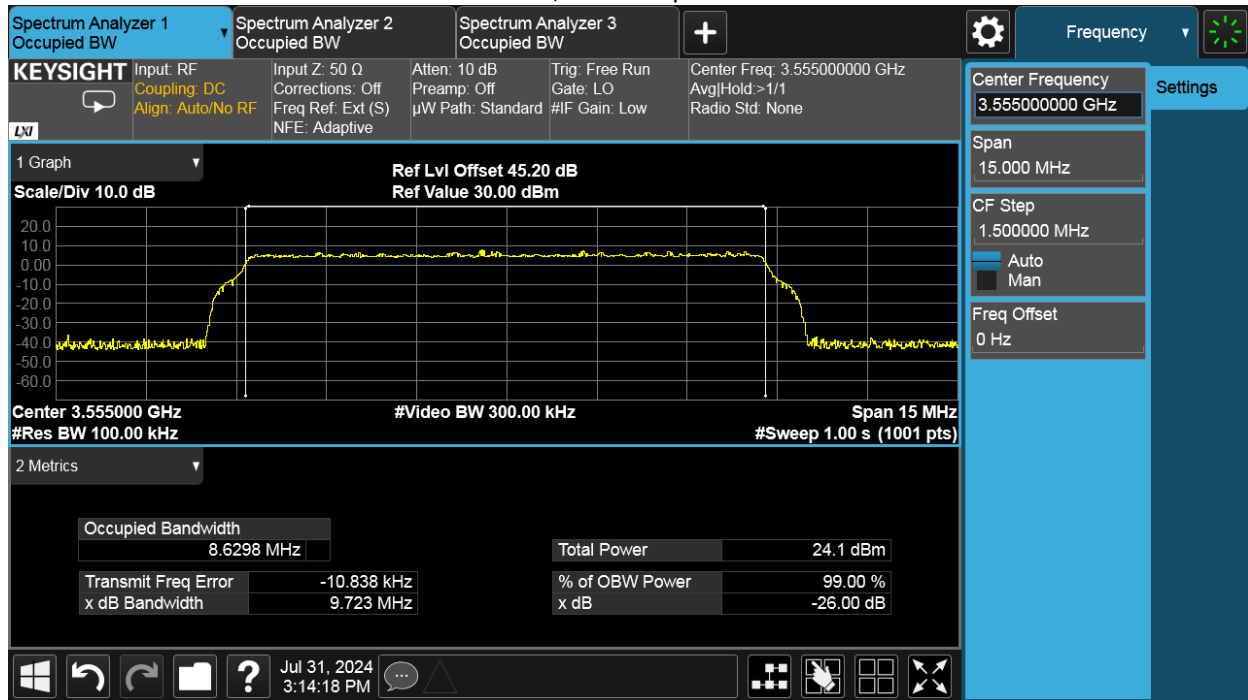 Spectrum Analyzer 1
Occupied BW
Spectrum Analyzer 2
Occupied BW
Spectrum Analyzer 3
Occupied BW
+
Frequency
KEYSIGHT
LXI
Input: RF
Coupling: DC
Align: Auto/No RF
Input Z: 50 Ω
Corrections: Off
Freq Ref: Ext (S)
NFE: Adaptive
Atten: 10 dB
Preamp: Off
µW Path: Standard
Trig: Free Run
Gate: LO
#IF Gain: Low
Center Freq: 3.555000000 GHz
Avg|Hold:>1/1
Radio Std: None
Center Frequency
3.555000000 GHz
Settings
Span
15.000 MHz
CF Step
1.500000 MHz
Auto
Man
Freq Offset
0 Hz
1 Graph
Scale/Div 10.0 dB
Ref Lvl Offset 45.20 dB
Ref Value 30.00 dBm
20.0
10.0
0.00
-10.0
-20.0
-30.0
-40.0
-50.0
-60.0
Center 3.555000 GHz
#Res BW 100.00 kHz
#Video BW 300.00 kHz
Span 15 MHz
#Sweep 1.00 s (1001 pts)
2 Metrics
Occupied Bandwidth
8.6298 MHz
Total Power 24.1 dBm
Transmit Freq Error -10.838 kHz
% of OBW Power 99.00 %
x dB Bandwidth 9.723 MHz
x dB -26.00 dB
?
Jul 31, 2024
3:14:18 PM